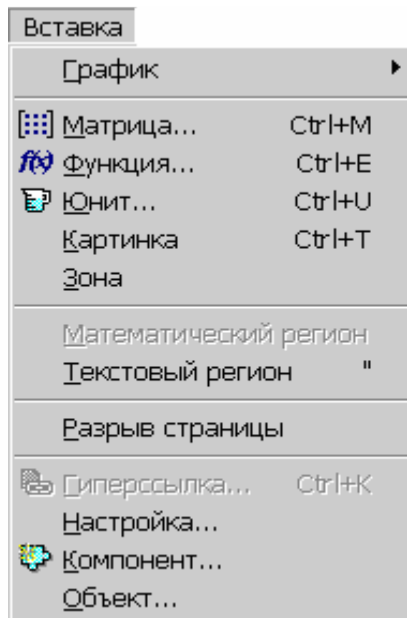 Вставка
График
Матрица... Ctrl+M
f(x) Функция... Ctrl+E
Юнит... Ctrl+U
Картинка Ctrl+T
Зона
Математический регион
Текстовый регион "
Разрыв страницы
Гиперссылка... Ctrl+K
Настройка...
Компонент...
Объект...